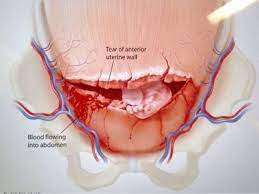 Tear of anterior
uterine wall
Blood flowing
into abdomen